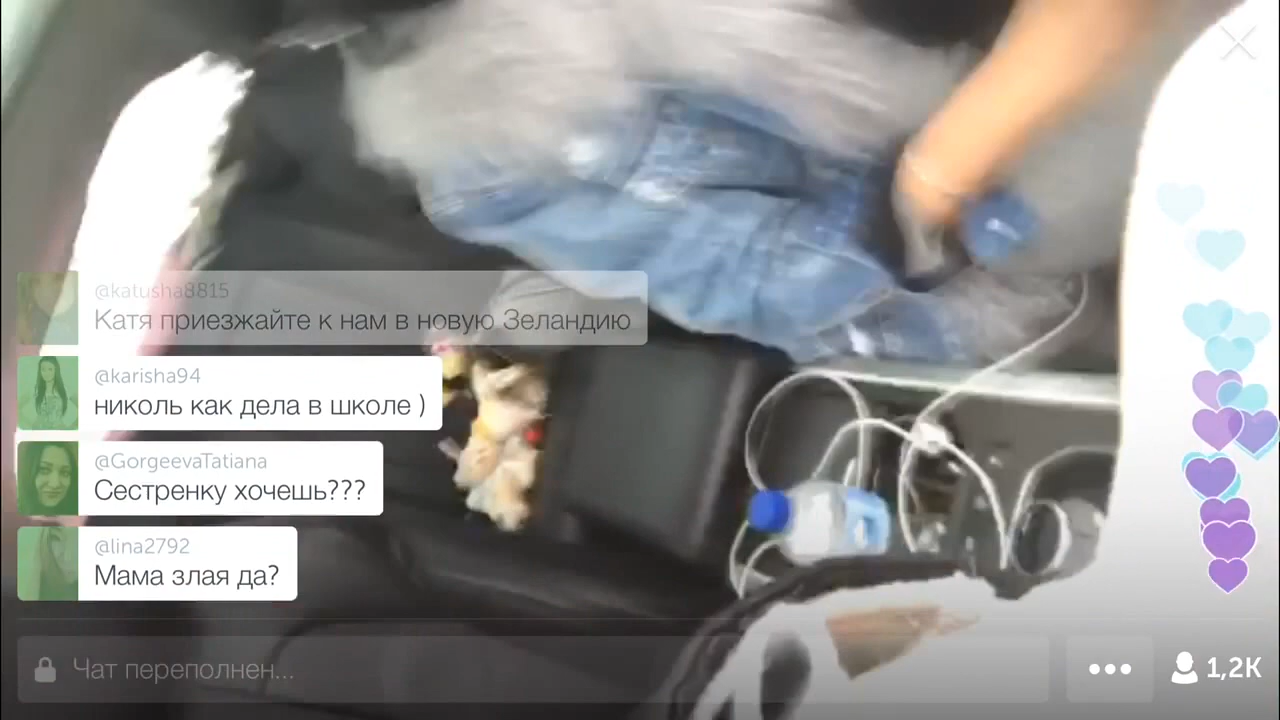 @katusha8815
Катя приезжайте к нам в новую Зеландию
@karisha94
николь как дела в школе )
@GorgeevaTatiana
Сестренку хочешь???
@lina2792
Мама злая да?
Чат переполнен...
1,2K